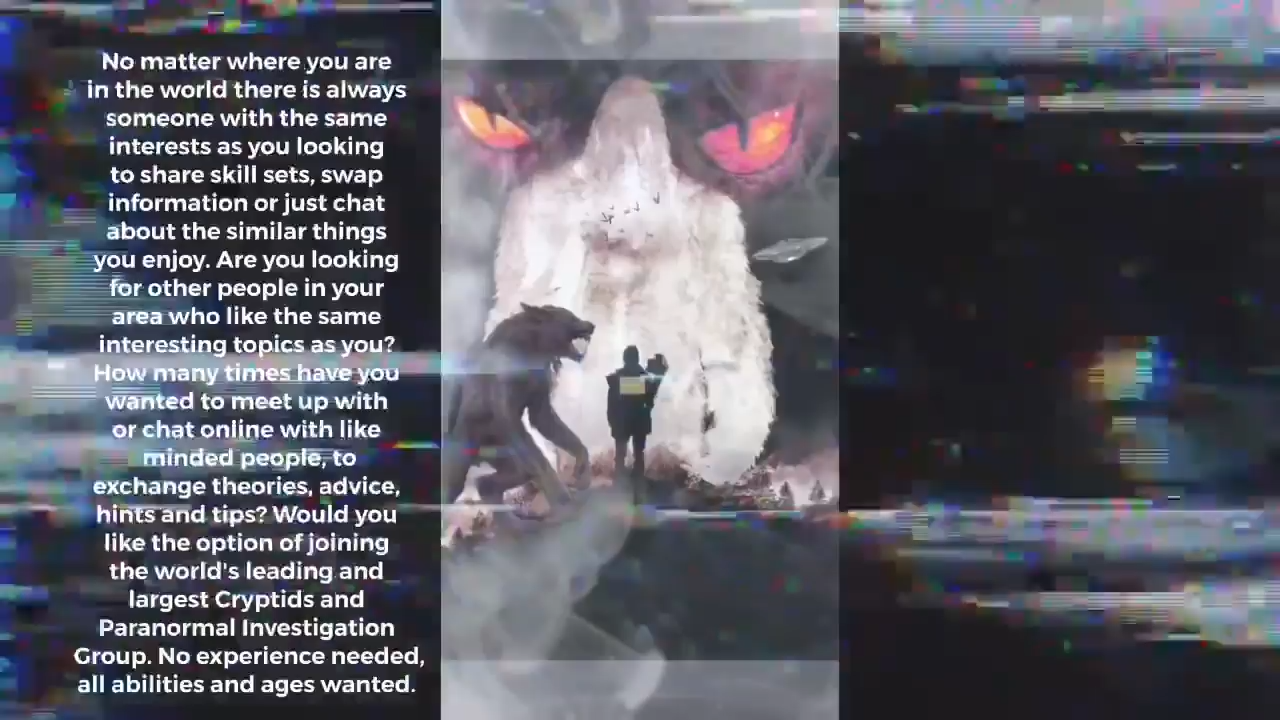 No matter where you are
in the world there is always
someone with the same
interests as you looking
to share skill sets, swap
information or just chat
about the similar things
you enjoy. Are you looking
for other people in your
area who like the same
interesting topics as you?
How many times have you
wanted to meet up with
or chat online with like
minded people, to
exchange theories, advice,
hints and tips? Would you
like the option of joining
the world's leading and
largest Cryptids and
Paranormal Investigation
Group. No experience needed,
all abilities and ages wanted.